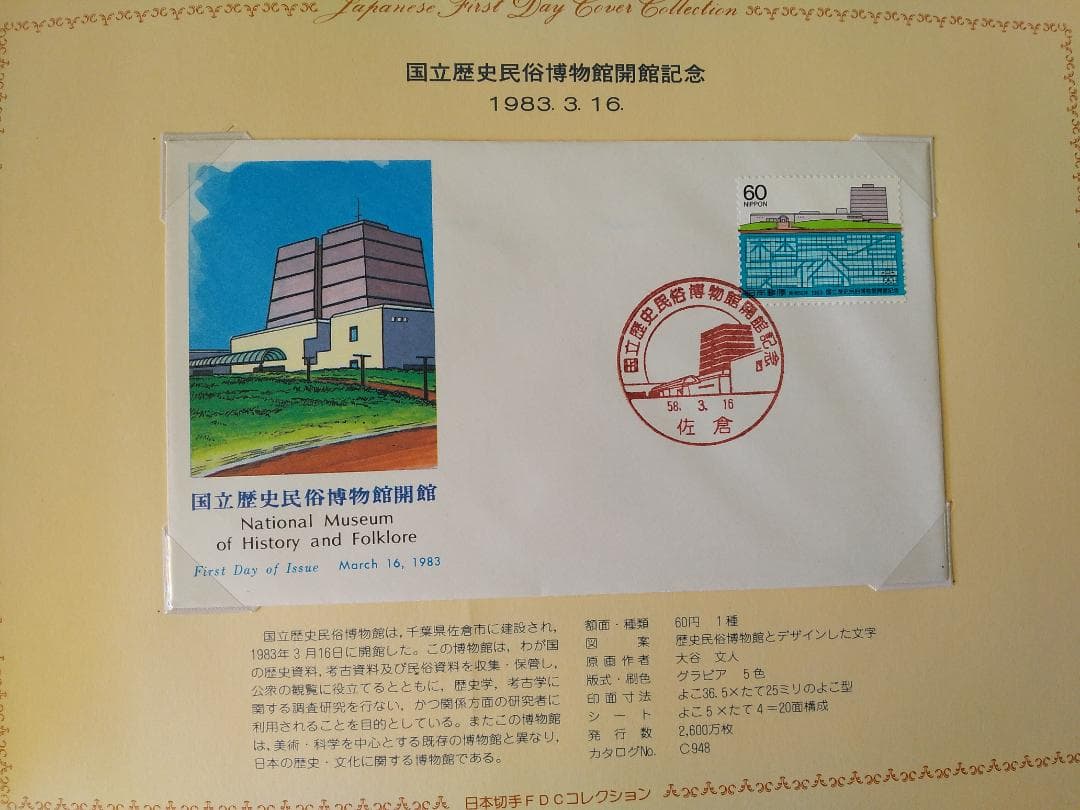 Japanese First Day Cover Collection
国立歴史民俗博物館開館記念
1983. 3. 16.
60
NIPPON
日本郵便
国立歴史民俗博物館開館記念
国立歴史民俗博物館開館記念
58. 3. 16
佐倉
国立歴史民俗博物館開館
National Museum
of History and Folklore
First Day of Issue March 16, 1983
国立歴史民俗博物館は,千葉県佐倉市に建設され,
1983年3月16日に開館した。この博物館は、わが国
の歴史資料,考古資料及び民俗資料を収集・保管し,
公衆の観覧に役立てるとともに,歴史学,考古学に
関する調査研究を行ない,かつ関係方面の研究者に
利用されることを目的としている。またこの博物館
は、美術・科学を中心とする既存の博物館と異なり,
日本の歴史・文化に関する博物館である。
額面・種類 60円 1種
図案 歴史民俗博物館とデザインした文字
原画作者 大谷 文人
版式・刷色 グラビア 5色
印面寸法 よこ36.5×たて25ミリのよこ型
シート よこ5×たて4=20面構成
発行数 2,600万枚
カタログNo. C948
日本切手FDCコレクション